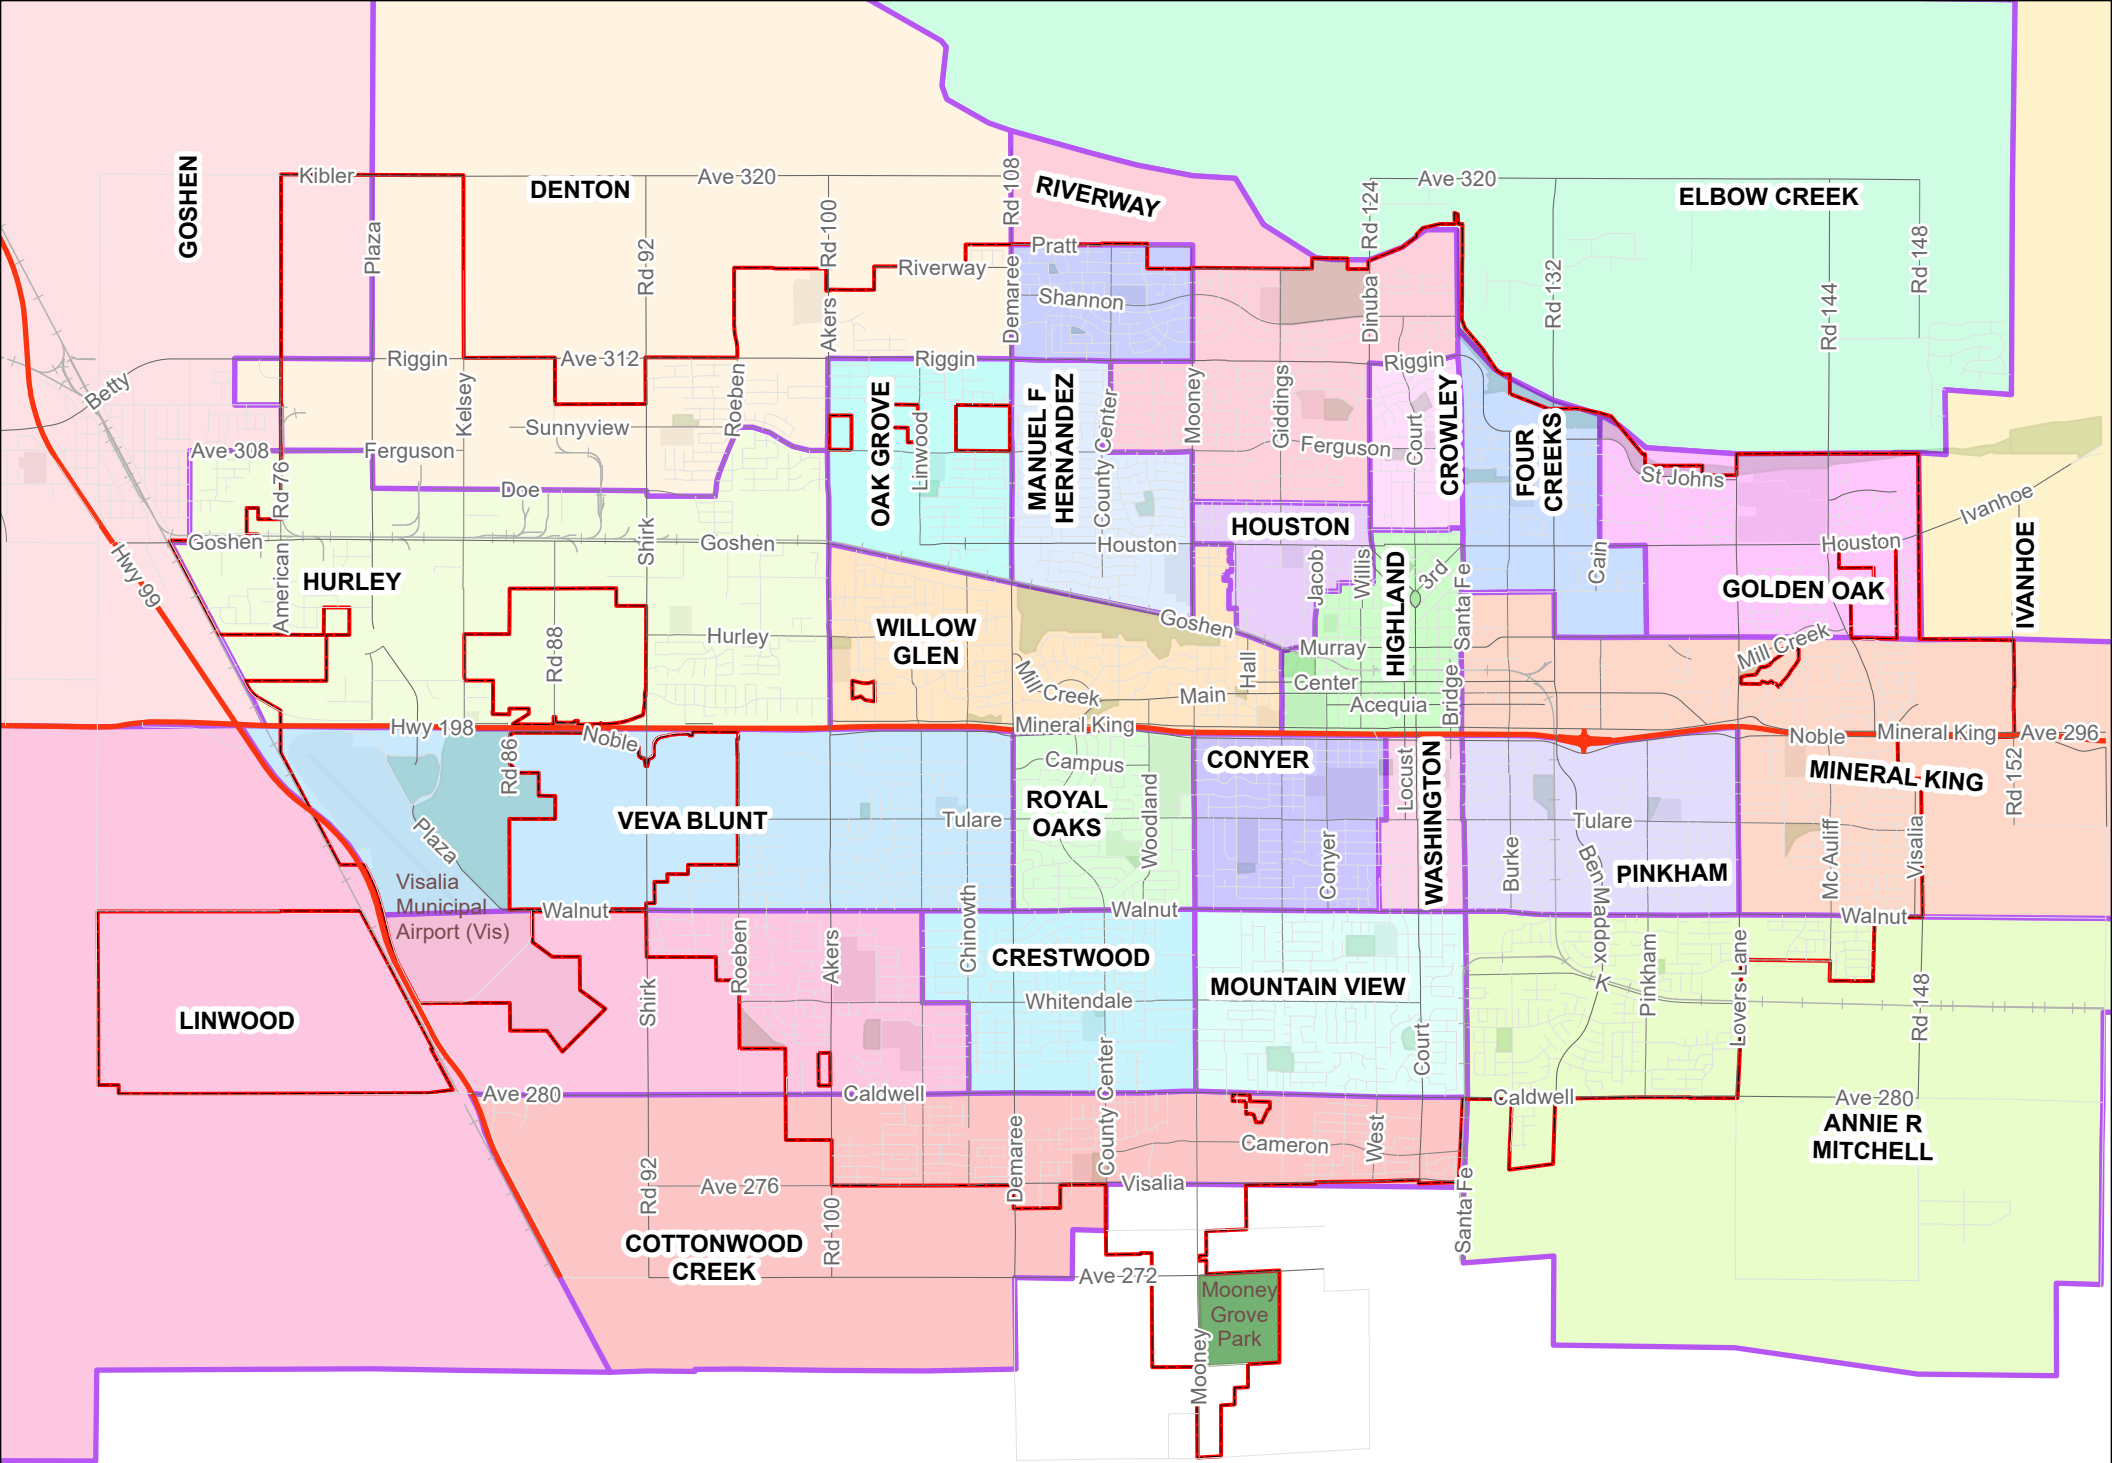 GOSHEN
Kibler
Plaza
DENTON
Ave 320
Rd 92
Rd 100
Akers
Rd 108
Demaree
RIVERWAY
Pratt
Riverway
Shannon
Rd 124
Dinuba
Ave 320
ELBOW CREEK
Rd 132
Rd 144
Rd 148
Betty
Riggin
Ave 312
Kelsey
Sunnyview
Roeben
Riggin
OAK GROVE
Linwood
MANUEL F
HERNANDEZ
County Center
Mooney
Giddings
Ferguson
Riggin
Court
CROWLEY
FOUR
CREEKS
St Johns
Ivanhoe
IVANHOE
Ave 308
Ferguson
Rd 76
Doe
Goshen
American
Shirk
Goshen
Houston
HOUSTON
Jacob
Willis
HIGHLAND
3rd
Santa Fe
Cain
Houston
GOLDEN OAK
Hwy 99
HURLEY
Rd 88
Hurley
WILLOW
GLEN
Goshen
Hall
Murray
Mill Creek
Mill Creek
Main
Center
Acequia
Bridge
Hwy 198
Noble
Mineral King
Noble
Mineral King
Ave 296
Rd 86
Campus
CONYER
Locust
WASHINGTON
MINERAL KING
Rd 152
Plaza
VEVA BLUNT
Tulare
ROYAL
OAKS
Woodland
Conyer
Burke
Tulare
Ben Maddox
PINKHAM
Mc Auliff
Visalia
Visalia
Municipal
Airport (Vis)
Walnut
Walnut
Walnut
LINWOOD
Shirk
Roeben
Akers
Chinowth
CRESTWOOD
Whitendale
MOUNTAIN VIEW
Court
K
Pinkham
Lovers Lane
Rd 148
Ave 280
Caldwell
County Center
Caldwell
Ave 280
ANNIE R
MITCHELL
Demaree
Cameron
West
Rd 92
Ave 276
Rd 100
Visalia
Santa Fe
COTTONWOOD
CREEK
Ave 272
Mooney
Grove
Park
Mooney